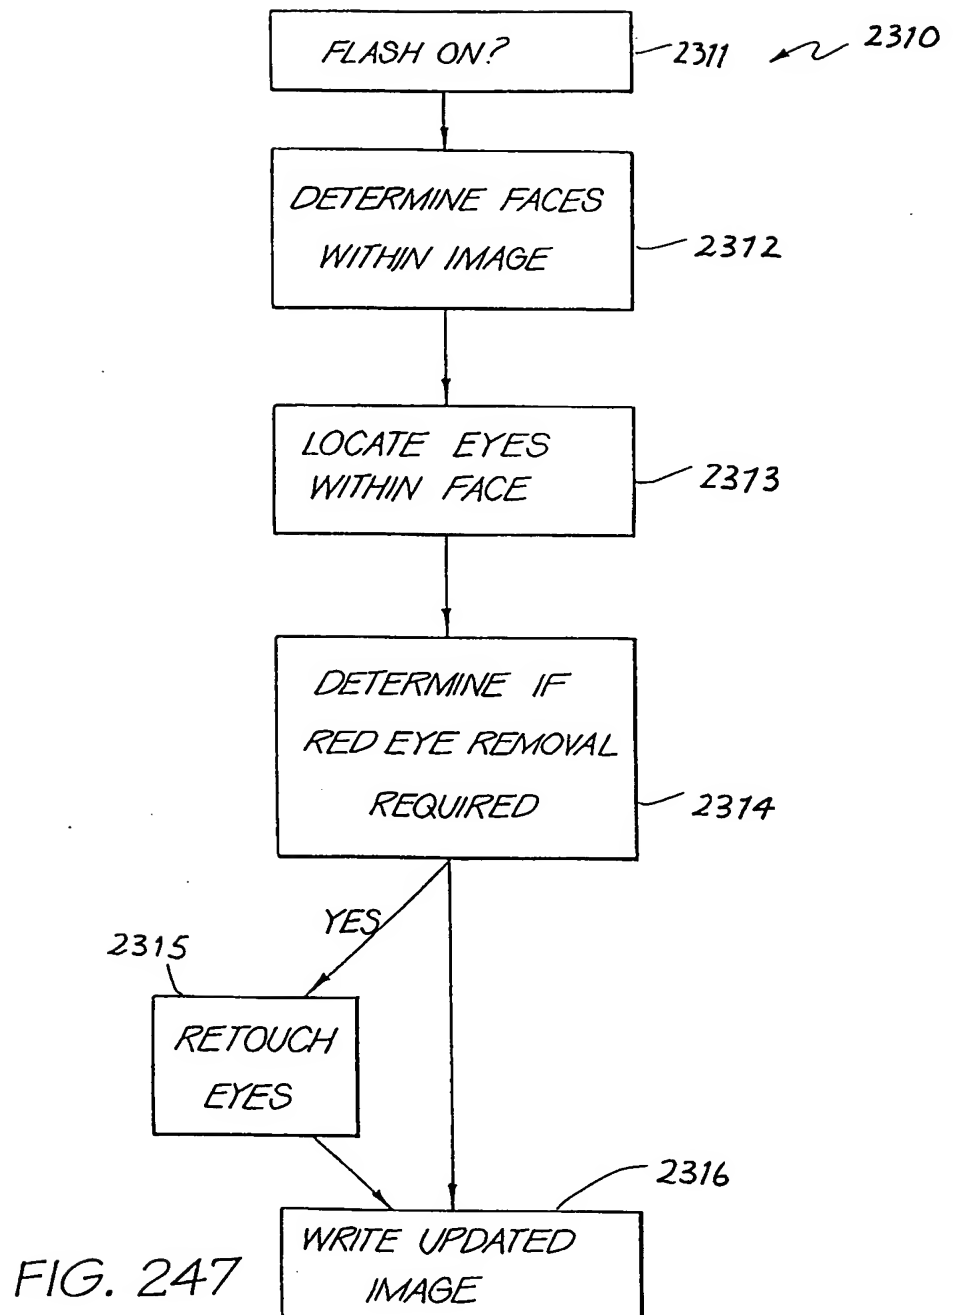 FLASH ON?
2311
2310
DETERMINE FACES
WITHIN IMAGE
2312
LOCATE EYES
WITHIN FACE
2313
DETERMINE IF
RED EYE REMOVAL
REQUIRED
2314
YES
2315
RETOUCH
EYES
2316
WRITE UPDATED
IMAGE
FIG. 247